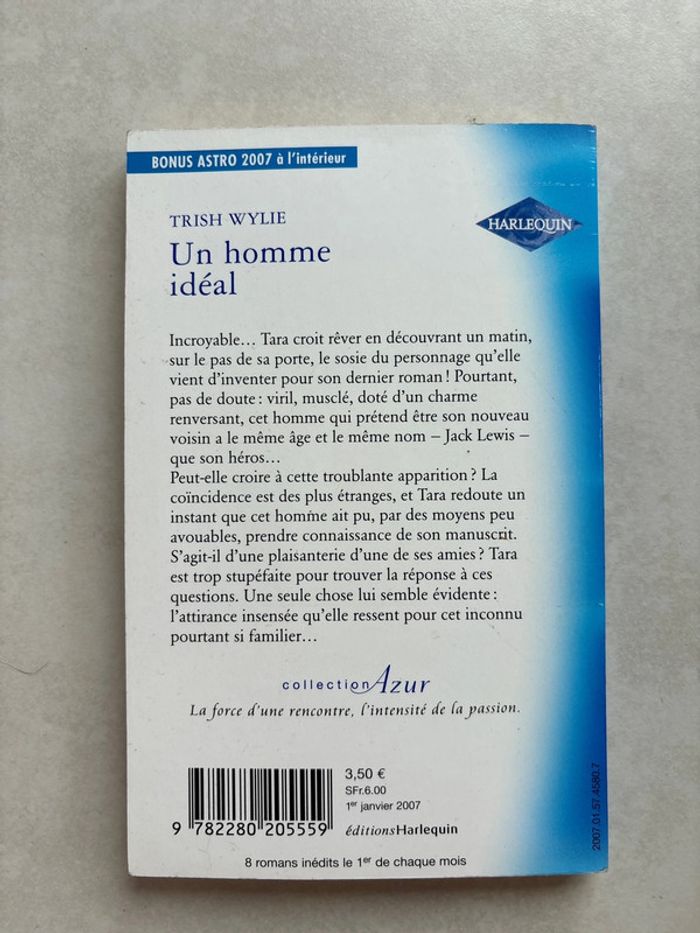 BONUS ASTRO 2007 à l'intérieur
HARLEQUIN
TRISH WYLIE
Un homme
idéal
Incroyable… Tara croit rêver en découvrant un matin,
sur le pas de sa porte, le sosie du personnage qu'elle
vient d'inventer pour son dernier roman ! Pourtant,
pas de doute : viril, musclé, doté d'un charme
renversant, cet homme qui prétend être son nouveau
voisin a le même âge et le même nom – Jack Lewis –
que son héros…
Peut-elle croire à cette troublante apparition ? La
coïncidence est des plus étranges, et Tara redoute un
instant que cet homme ait pu, par des moyens peu
avouables, prendre connaissance de son manuscrit.
S'agit-il d'une plaisanterie d'une de ses amies ? Tara
est trop stupéfaite pour trouver la réponse à ces
questions. Une seule chose lui semble évidente :
l'attirance insensée qu'elle ressent pour cet inconnu
pourtant si familier…
collection Azur
La force d'une rencontre, l'intensité de la passion.
3,50 €
SFr.6.00
1er janvier 2007
éditionsHarlequin
9 782280 205559
8 romans inédits le 1er de chaque mois
2007.01.57.4580.7